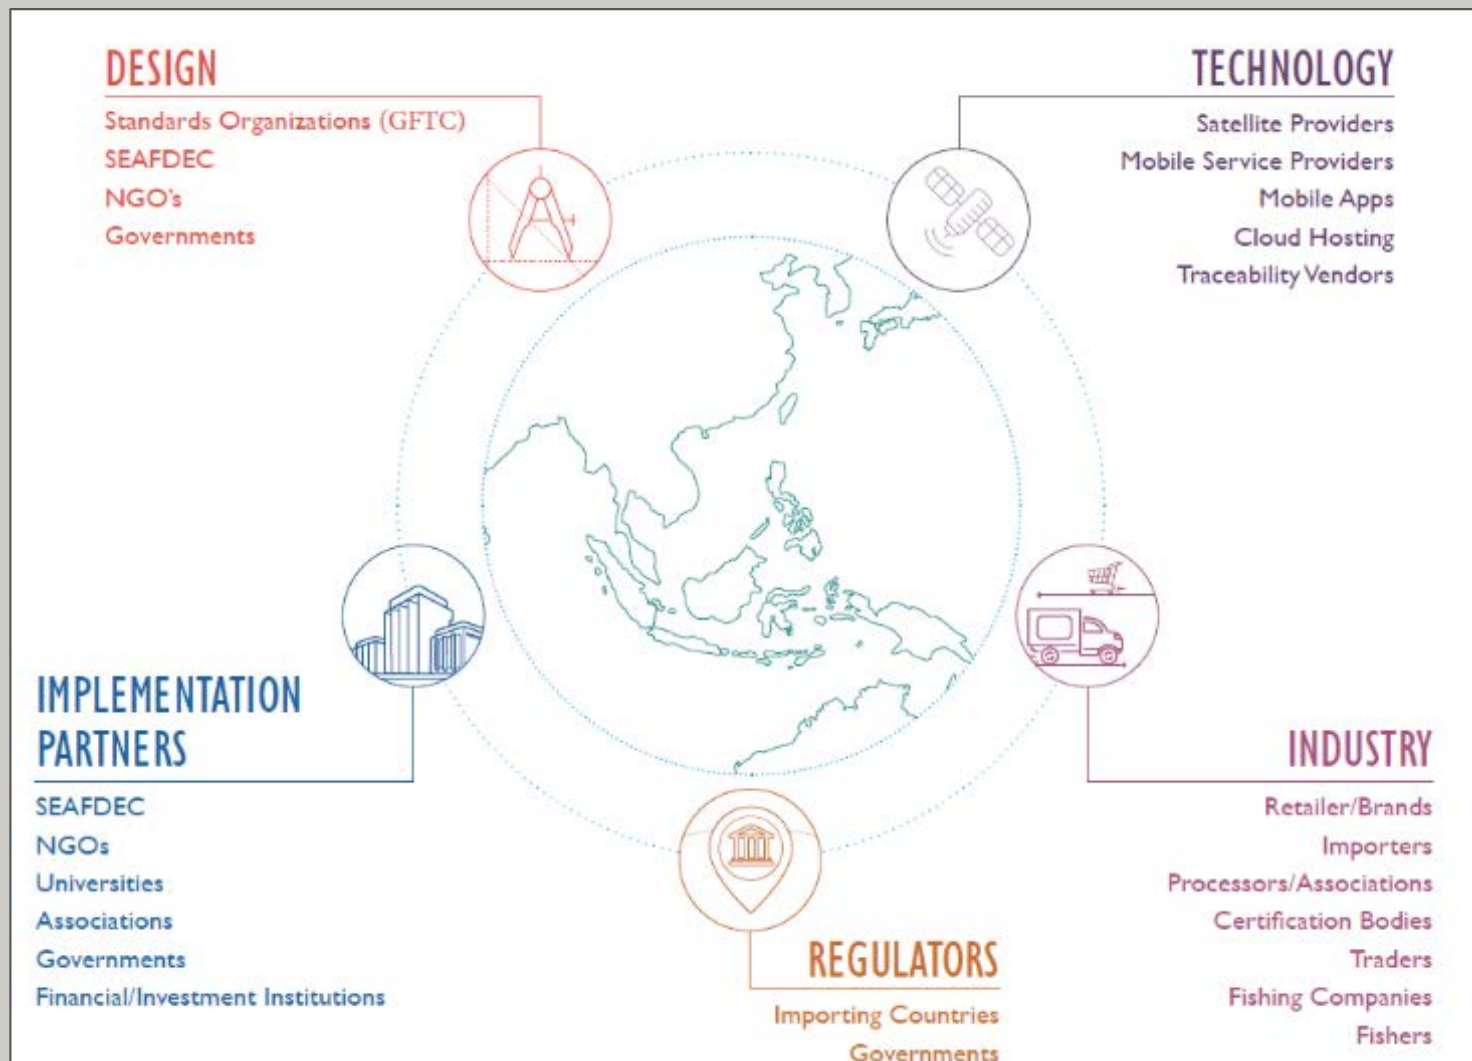 DESIGN
Standards Organizations (GFTC)
SEAFDEC
NGO's
Governments
TECHNOLOGY
Satellite Providers
Mobile Service Providers
Mobile Apps
Cloud Hosting
Traceability Vendors
IMPLEMENTATION
PARTNERS
SEAFDEC
NGOs
Universities
Associations
Governments
Financial/Investment Institutions
REGULATORS
Importing Countries
Governments
INDUSTRY
Retailer/Brands
Importers
Processors/Associations
Certification Bodies
Traders
Fishing Companies
Fishers